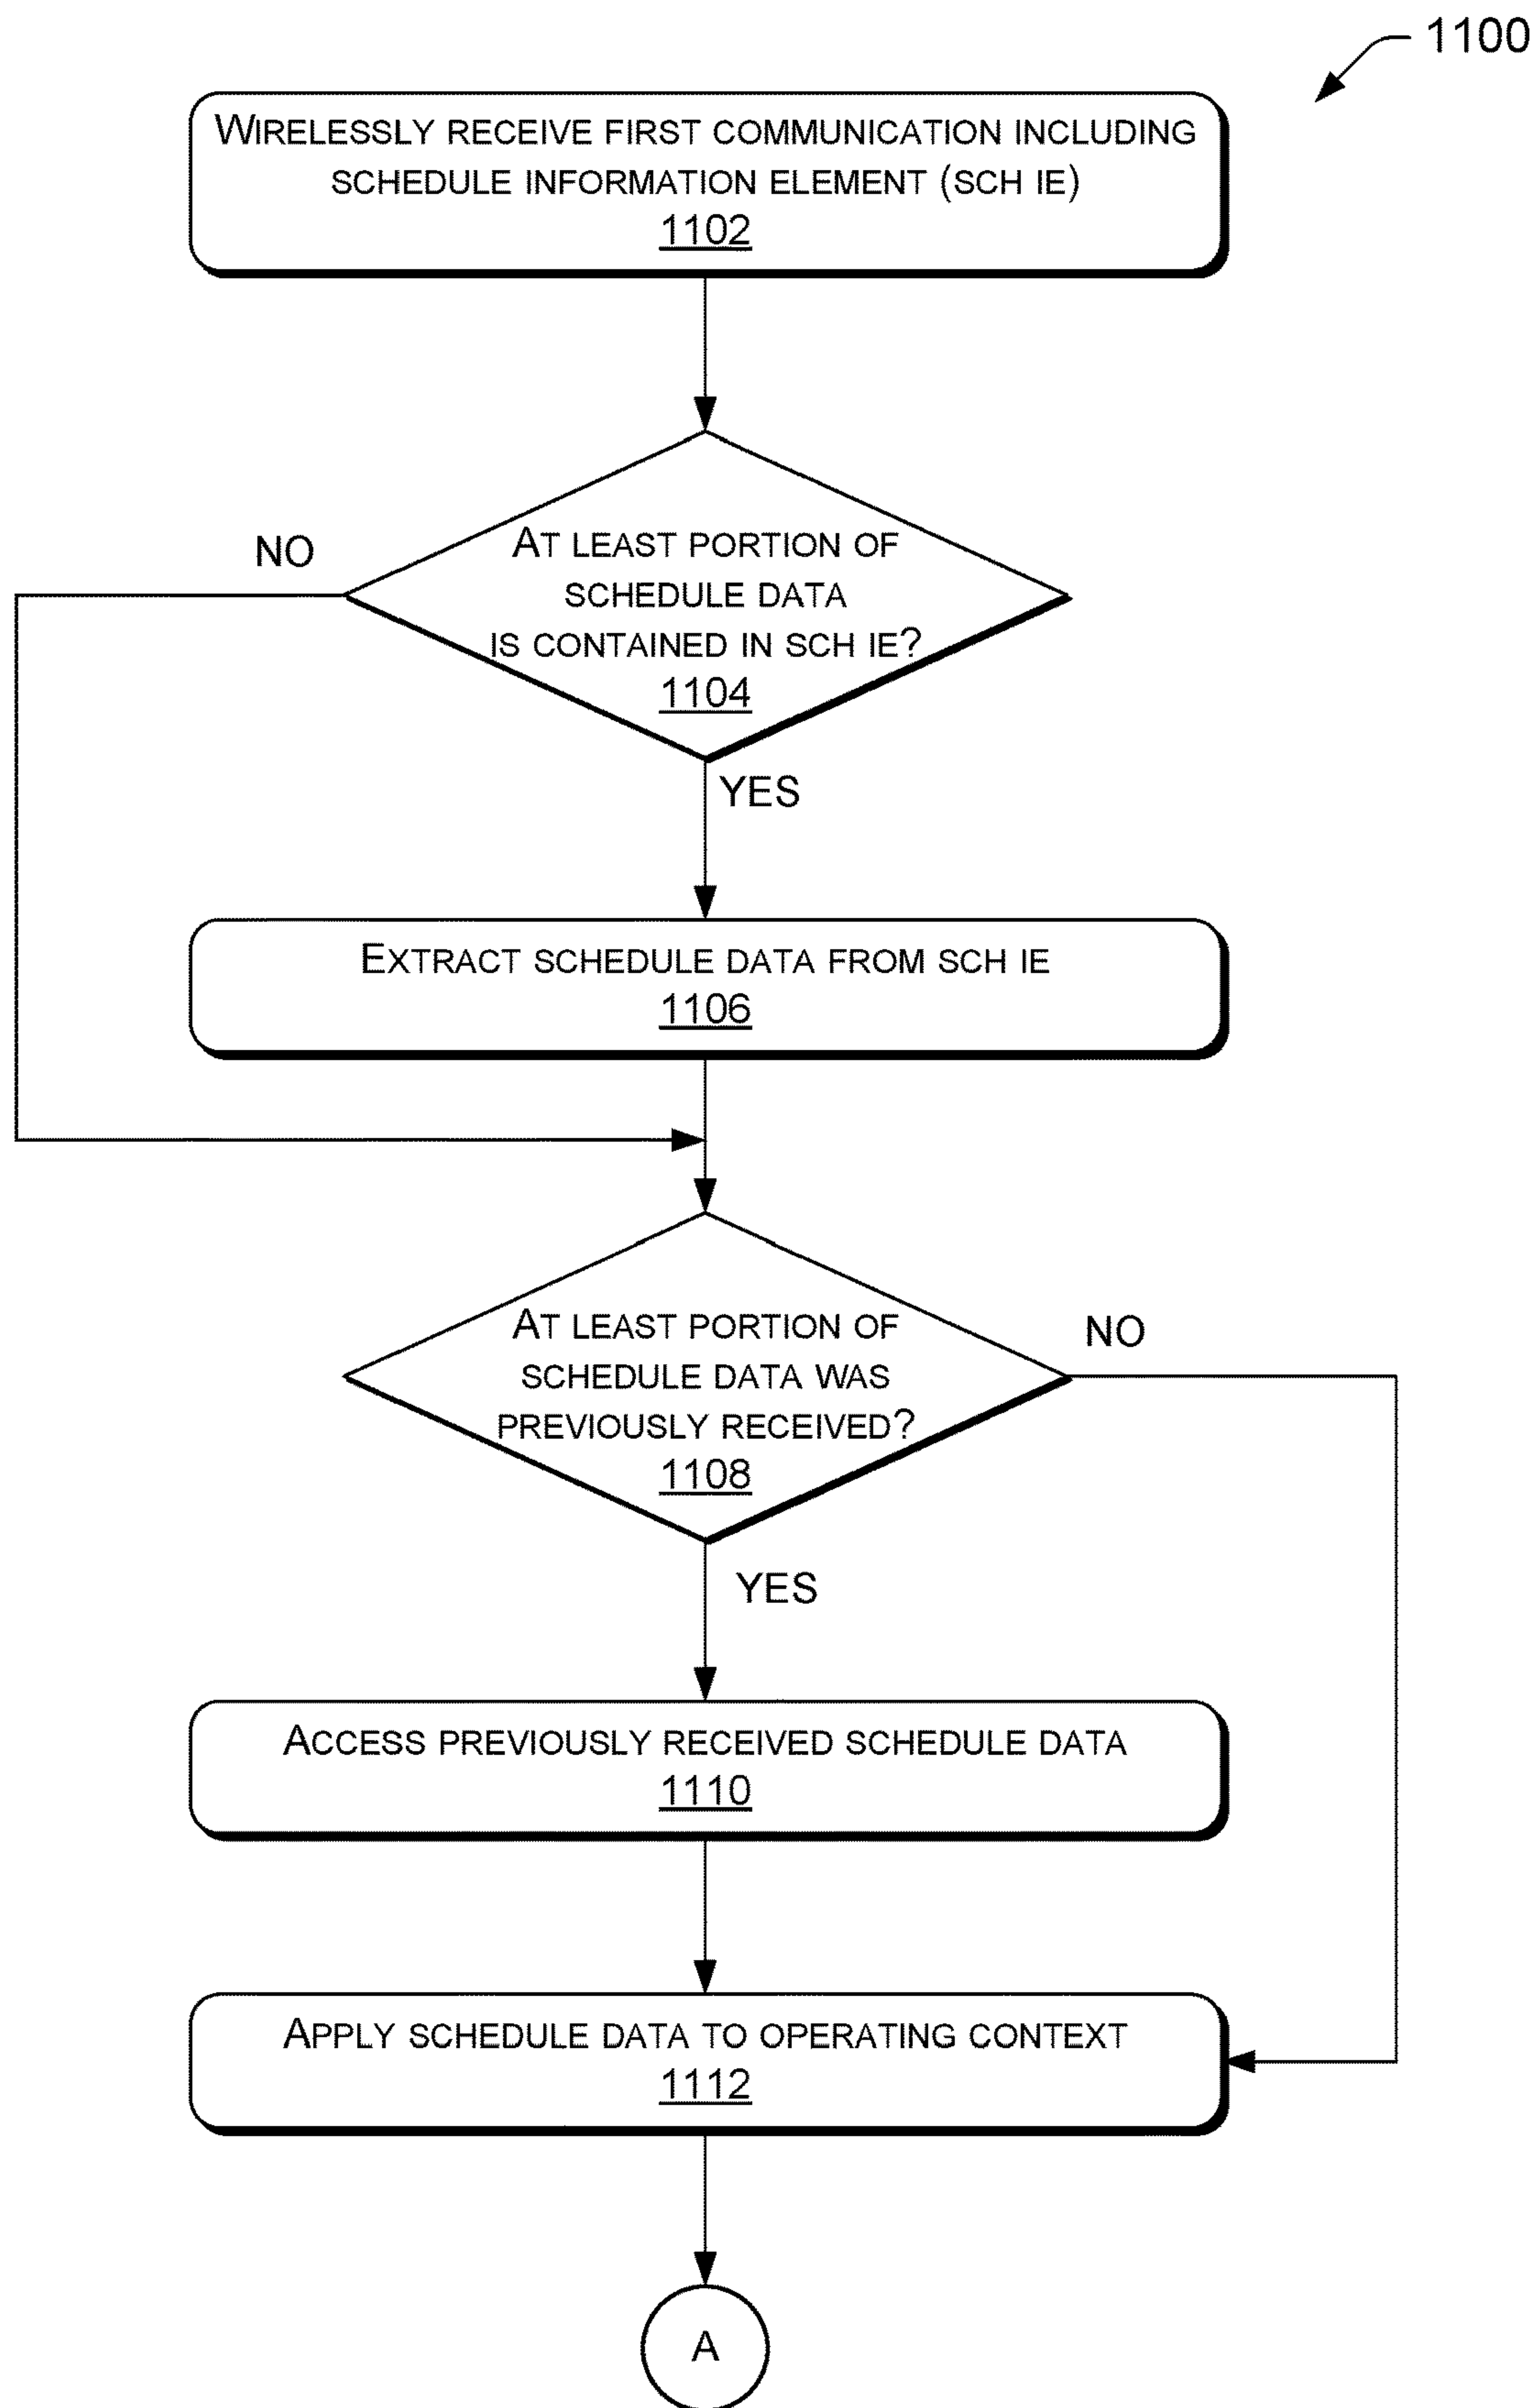 1100
WIRELESSLY RECEIVE FIRST COMMUNICATION INCLUDING
SCHEDULE INFORMATION ELEMENT (SCH IE)
1102
AT LEAST PORTION OF
SCHEDULE DATA
IS CONTAINED IN SCH IE?
1104
NO
YES
EXTRACT SCHEDULE DATA FROM SCH IE
1106
AT LEAST PORTION OF
SCHEDULE DATA WAS
PREVIOUSLY RECEIVED?
1108
NO
YES
ACCESS PREVIOUSLY RECEIVED SCHEDULE DATA
1110
APPLY SCHEDULE DATA TO OPERATING CONTEXT
1112
A